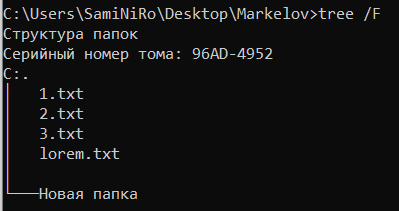 C:\Users\SamiNiRo\Desktop\Markelov>tree /F
Структура папок
Серийный номер тома: 96AD-4952
C:.
│   1.txt
│   2.txt
│   3.txt
│   lorem.txt
│
└───Новая папка